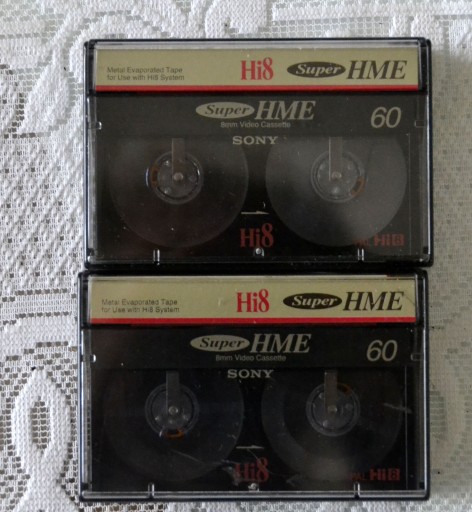 Metal Evaporated Tape
for Use with Hi8 System
Hi8 Super HME
Super HME 60
8mm Video Cassette
SONY
Hi8
Hi8
Metal Evaporated Tape
for Use with Hi8 System
Hi8 Super HME
Super HME 60
8mm Video Cassette
SONY
Hi8
Hi8